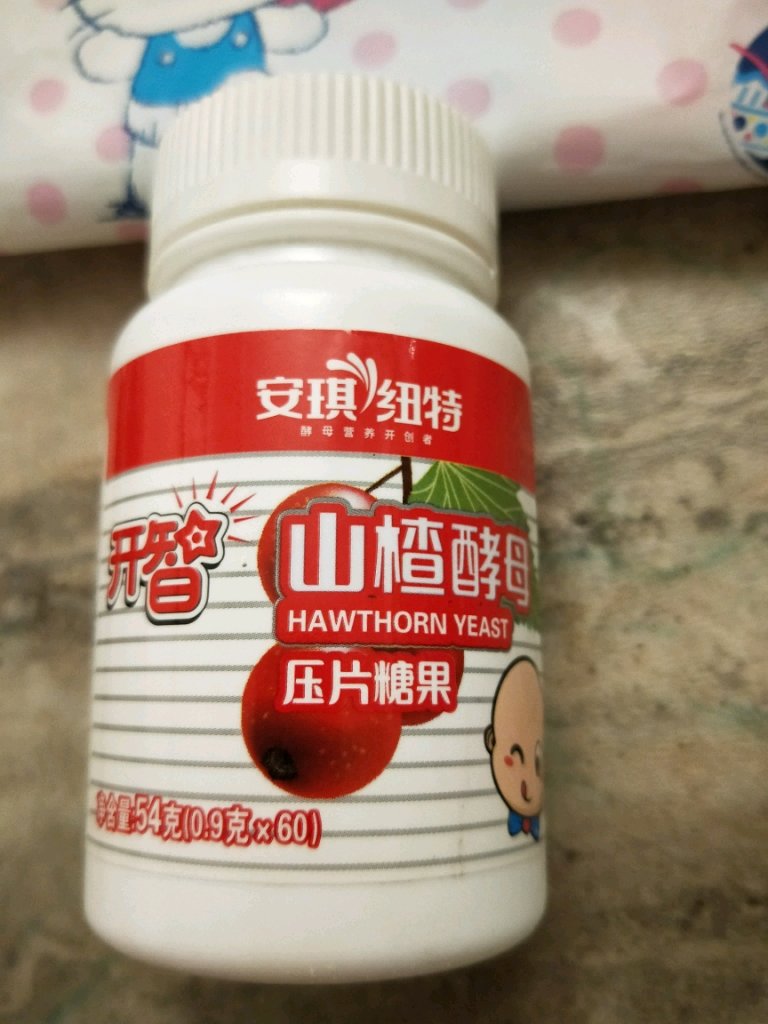 安琪纽特
酵母营养开创者
开智
山楂酵母
HAWTHORN YEAST
压片糖果
净含量:54克(0.9克×60)